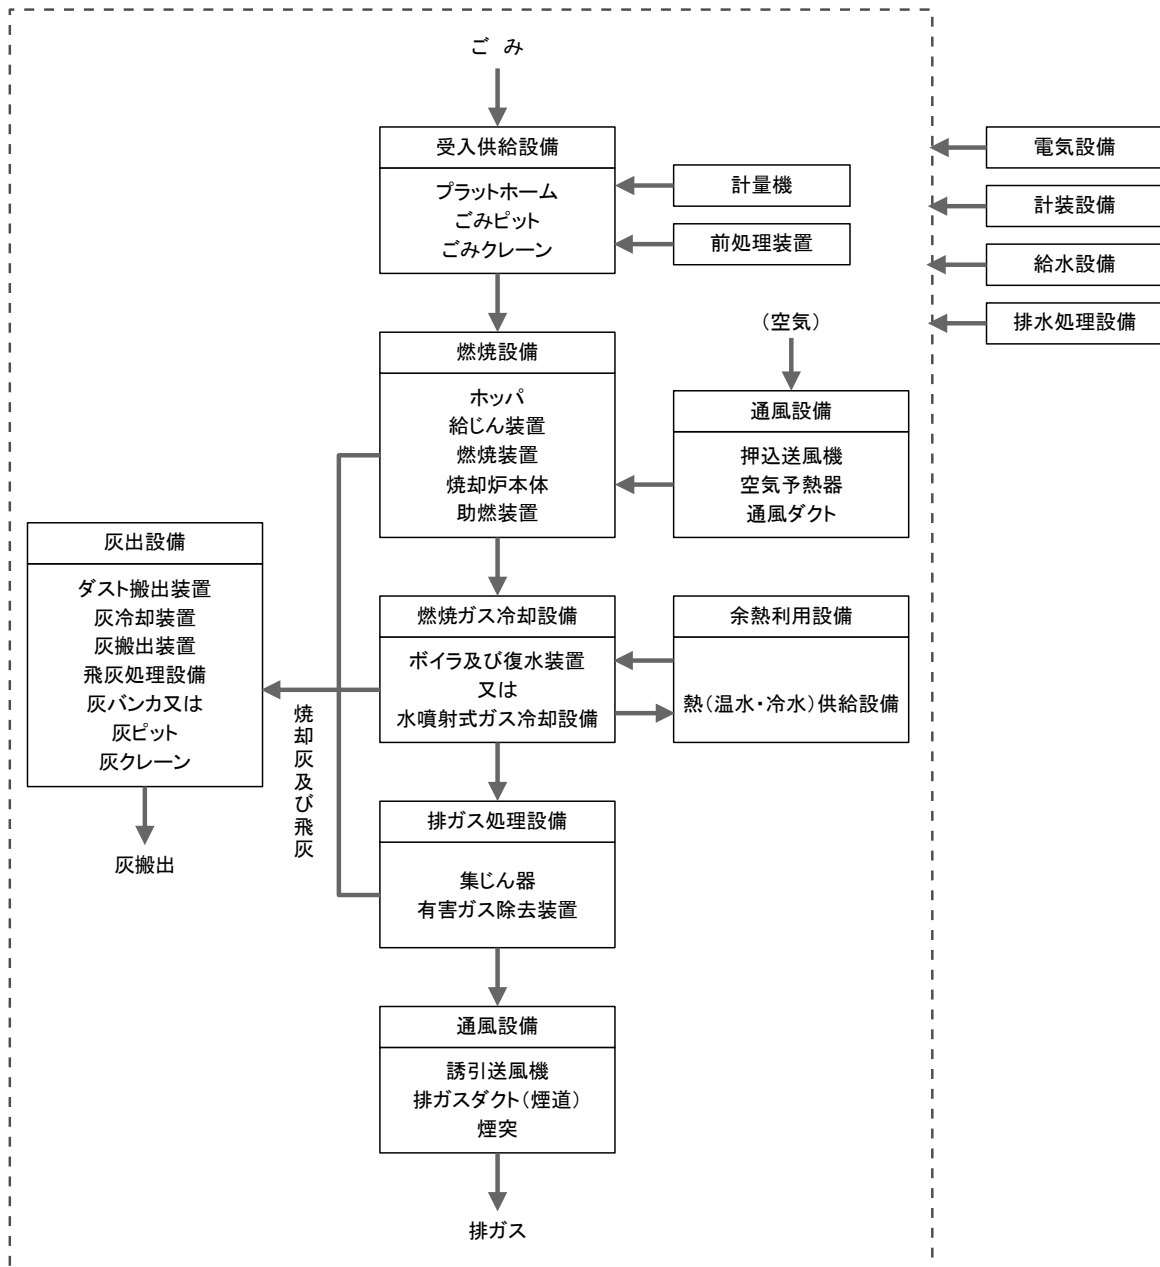 ごみ
受入供給設備
プラットホーム
ごみピット
ごみクレーン
計量機
前処理装置
電気設備
計装設備
給水設備
排水処理設備
燃焼設備
ホッパ
給じん装置
燃焼装置
焼却炉本体
助燃装置
(空気)
通風設備
押込送風機
空気予熱器
通風ダクト
灰出設備
ダスト搬出装置
灰冷却装置
灰搬出装置
飛灰処理設備
灰バンカ又は
灰ピット
灰クレーン
灰搬出
焼却灰及び飛灰
燃焼ガス冷却設備
ボイラ及び復水装置
又は
水噴射式ガス冷却設備
余熱利用設備
熱(温水・冷水)供給設備
排ガス処理設備
集じん器
有害ガス除去装置
通風設備
誘引送風機
排ガスダクト(煙道)
煙突
排ガス